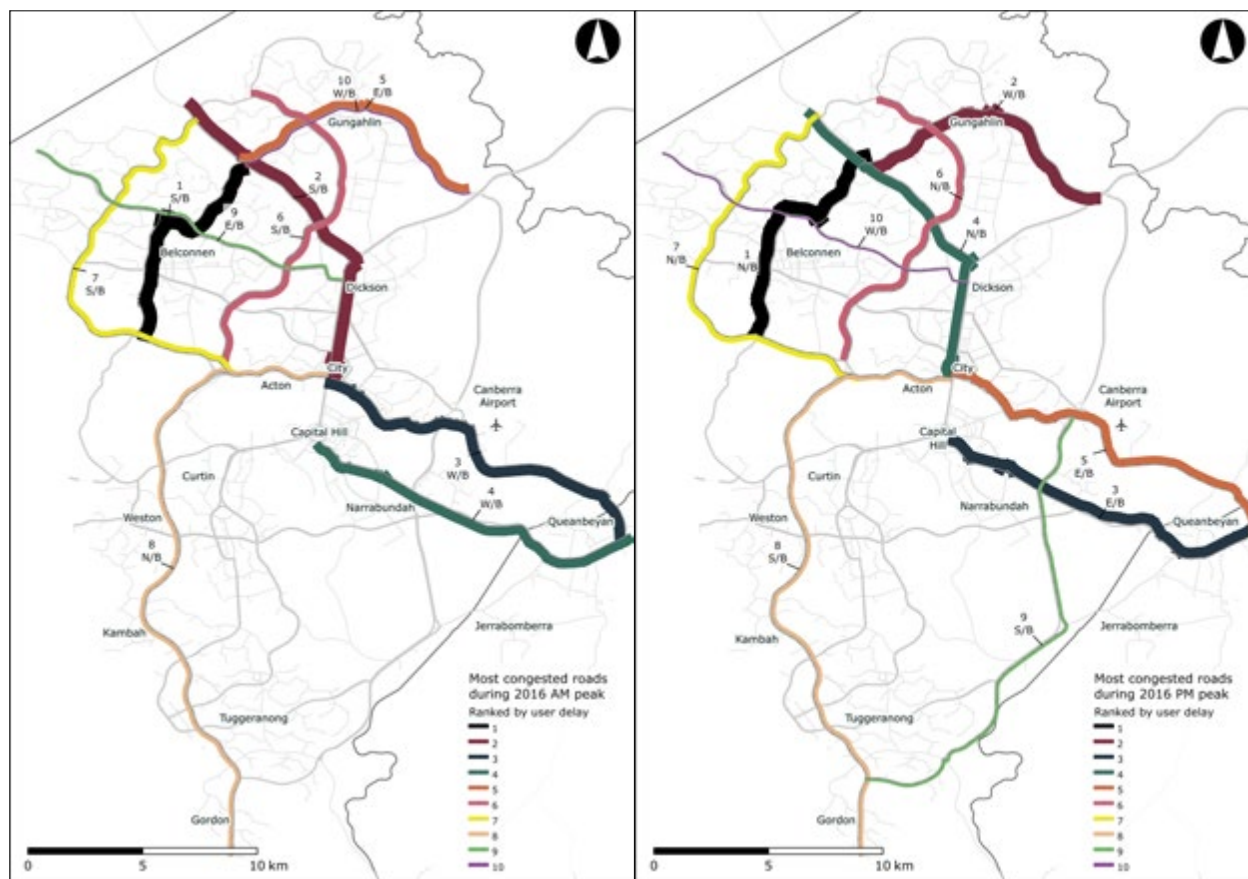 10
W/B
5
E/B
Gungahlin
2
S/B
1
S/B
9
E/B
6
S/B
Belconnen
7
S/B
Dickson
City
Acton
Canberra
Airport
Capital Hill
3
W/B
Curtin
4
W/B
Narrabundah
Queanbeyan
Weston
8
N/B
Kambah
Jerrabomberra
Most congested roads
during 2016 AM peak
Ranked by user delay
1
2
3
4
5
6
7
8
9
10
Tuggeranong
Gordon
0
5
10 km
2
W/B
Gungahlin
6
N/B
10
W/B
4
N/B
7
N/B
Belconnen
1
N/B
Dickson
City
Acton
Canberra
Airport
Capital
Hill
5
E/B
Curtin
3
E/B
Narrabundah
Queanbeyan
Weston
8
S/B
Kambah
9
S/B
Jerrabomberra
Most congested roads
during 2016 PM peak
Ranked by user delay
1
2
3
4
5
6
7
8
9
10
Tuggeranong
Gordon
0
5
10 km